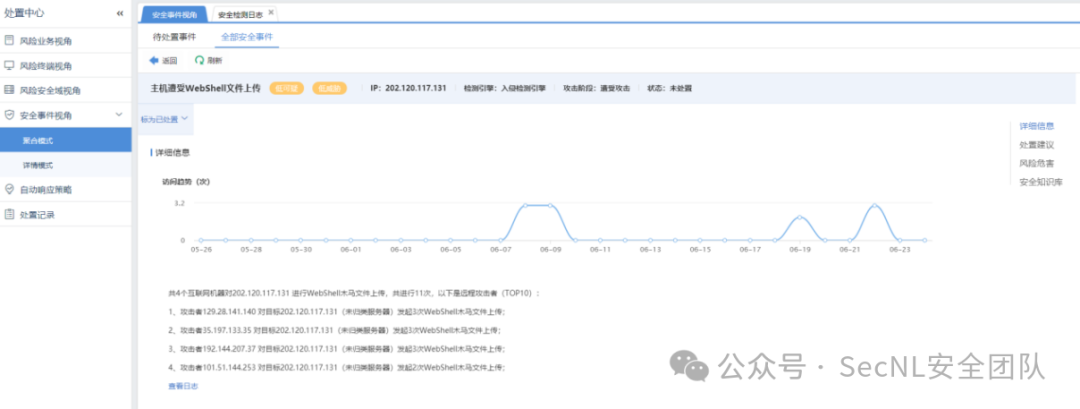 处置中心 «
风险业务视角
风险终端视角
风险安全域视角
安全事件视角
聚合模式
详情模式
自动响应策略
处置记录
安全事件视角 安全检测日志 ×
待处置事件 全部安全事件
返回 刷新
主机遭受WebShell文件上传 低可疑 低威胁 IP: 202.120.117.131 检测引擎: 入侵检测引擎 攻击阶段: 遭受攻击 状态: 未处置
标为已处置
详细信息
访问趋势（次）
3.2
0
05-26 05-28 05-30 06-01 06-03 06-05 06-07 06-09 06-11 06-13 06-15 06-17 06-19 06-21 06-23
共4个互联网机器对202.120.117.131 进行WebShell木马文件上传，共进行11次，以下是远程攻击者（TOP10）：
1、攻击者129.28.141.140 对目标202.120.117.131（未归类服务器）发起3次WebShell木马文件上传；
2、攻击者35.197.133.35 对目标202.120.117.131（未归类服务器）发起3次WebShell木马文件上传；
3、攻击者192.144.207.37 对目标202.120.117.131（未归类服务器）发起3次WebShell木马文件上传；
4、攻击者101.51.144.253 对目标202.120.117.131（未归类服务器）发起2次WebShell木马文件上传；
查看日志
详细信息
处置建议
风险危害
安全知识库
公众号 · SecNL安全团队